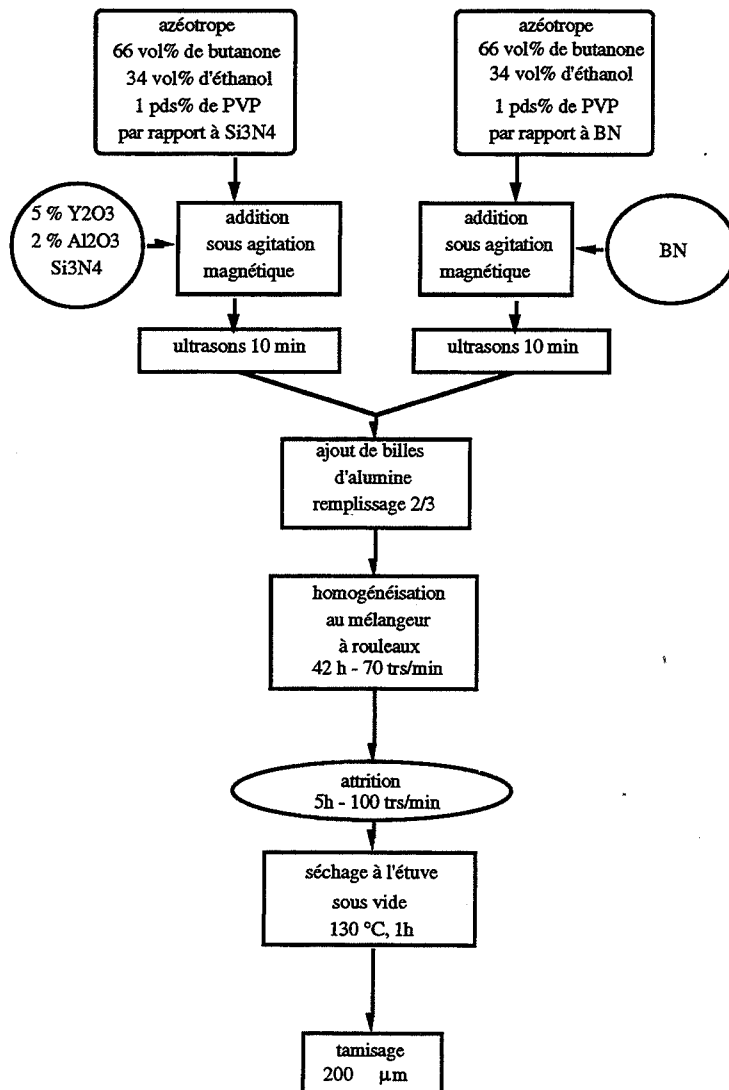 azéotrope
66 vol% de butanone
34 vol% d'éthanol
1 pds% de PVP
par rapport à Si3N4
azéotrope
66 vol% de butanone
34 vol% d'éthanol
1 pds% de PVP
par rapport à BN
5 % Y2O3
2 % Al2O3
Si3N4
addition
sous agitation
magnétique
addition
sous agitation
magnétique
BN
ultrasons 10 min
ultrasons 10 min
ajout de billes
d'alumine
remplissage 2/3
homogénéisation
au mélangeur
à rouleaux
42 h - 70 trs/min
attrition
5h - 100 trs/min
séchage à l'étuve
sous vide
130 °C, 1h
tamisage
200 μm